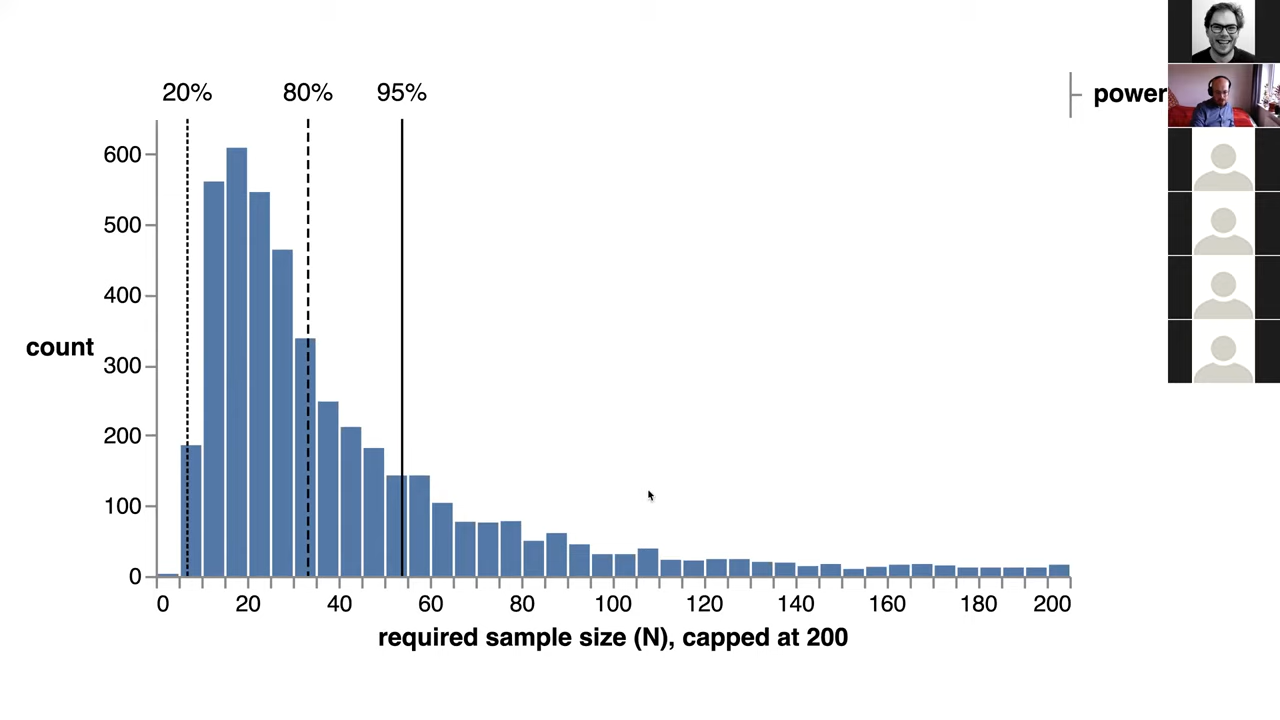 20% 80% 95%
power
600
500
400
300
200
100
0
count
0 20 40 60 80 100 120 140 160 180 200
required sample size (N), capped at 200